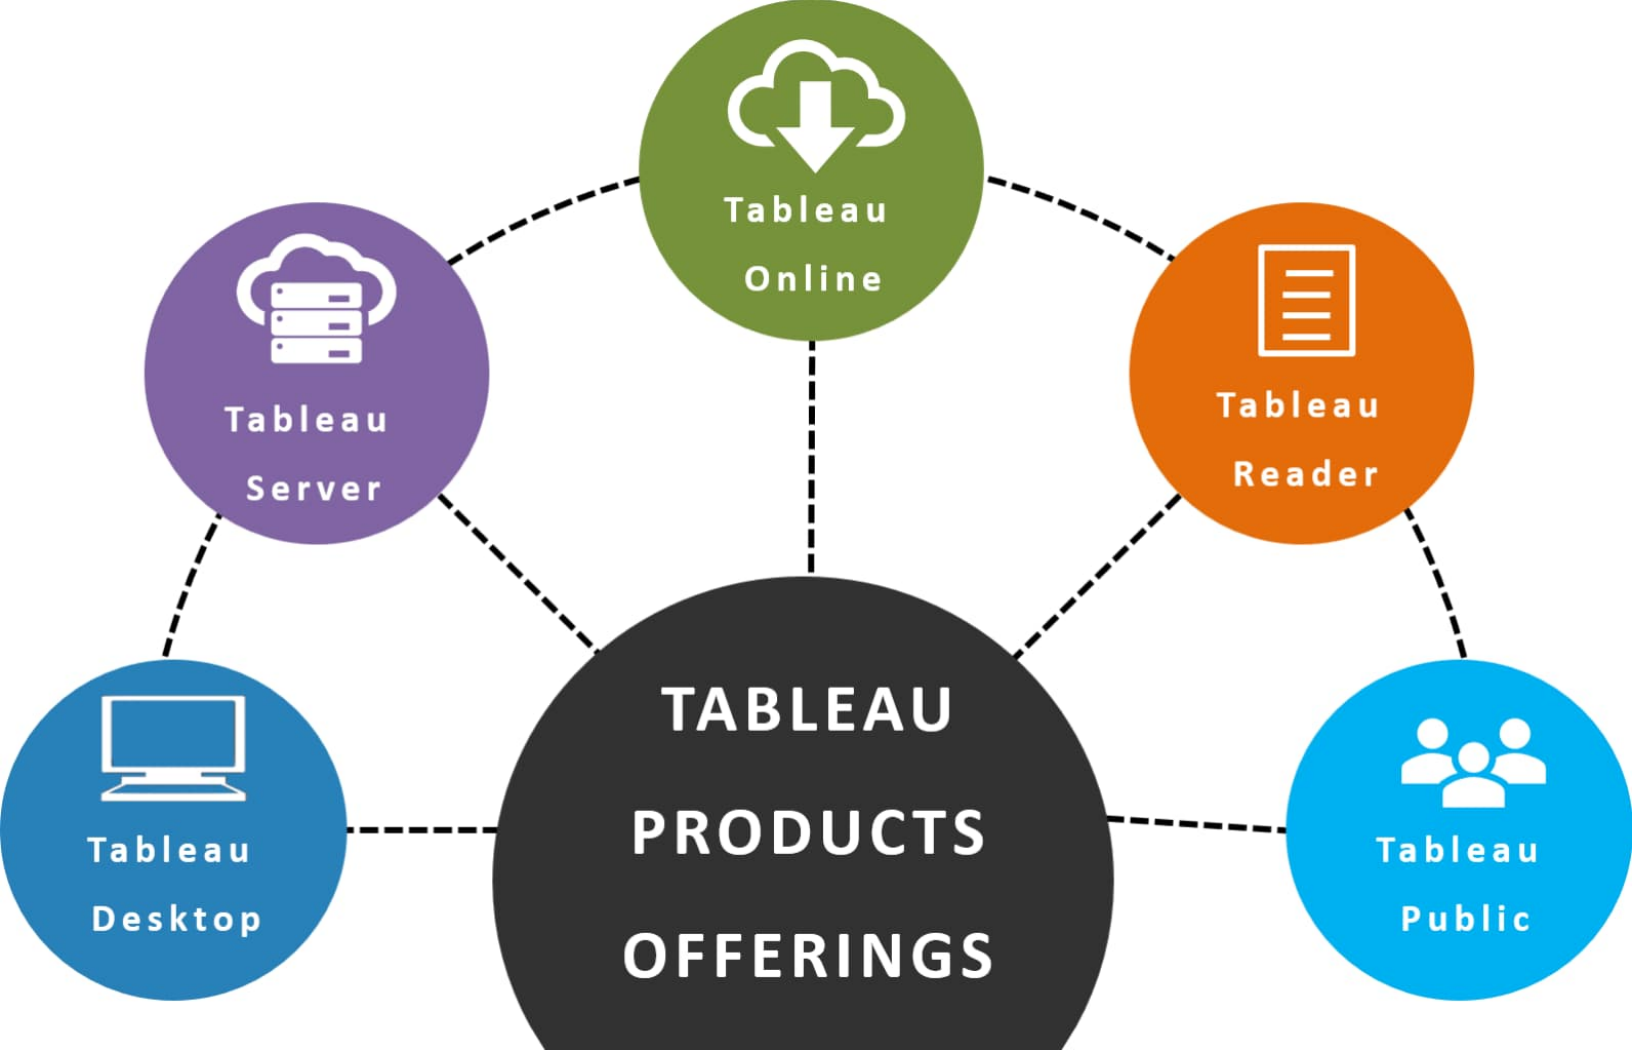 Tableau
Online
Tableau
Server
Tableau
Reader
Tableau
Desktop
TABLEAU
PRODUCTS
OFFERINGS
Tableau
Public